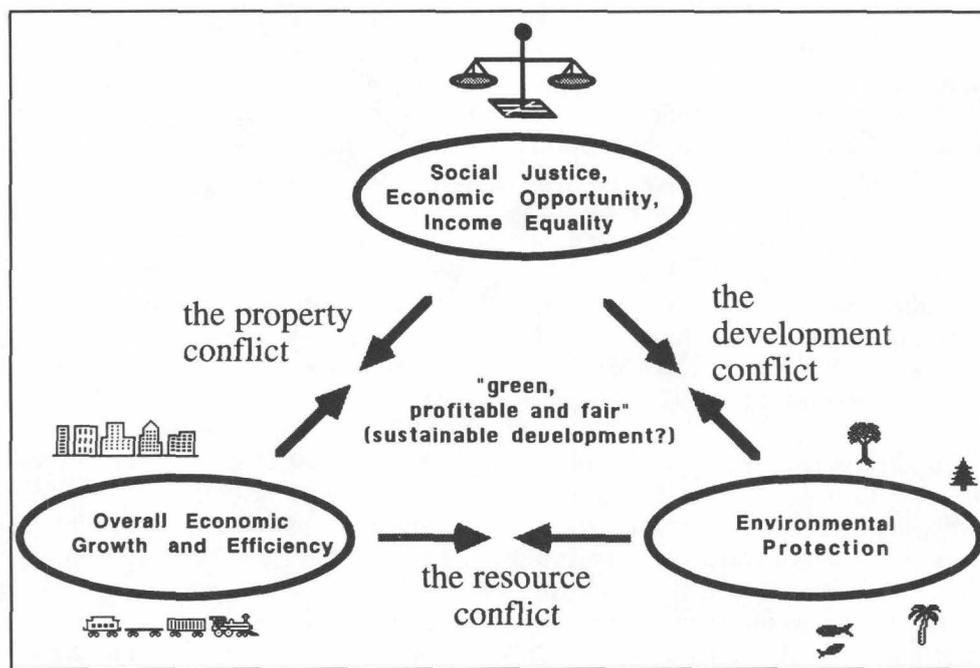 Social Justice,
Economic Opportunity,
Income Equality
the property
conflict
the
development
conflict
"green,
profitable and fair"
(sustainable development?)
Overall Economic
Growth and Efficiency
Environmental
Protection
the resource
conflict